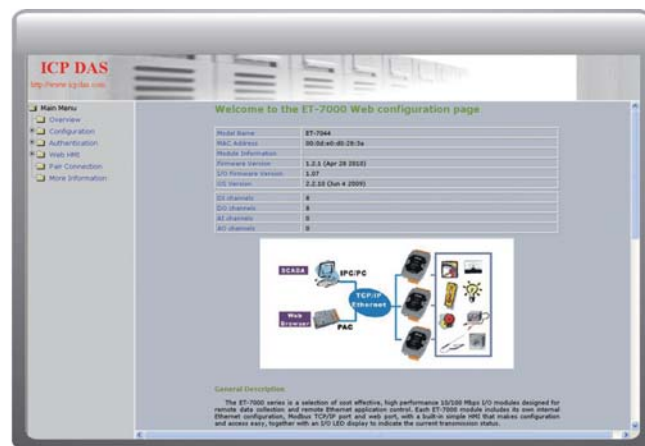 ICP DAS
http://www.icpdas.com
Main Menu
Overview
Configuration
Authentication
Web HMI
Pair Connection
More Information
Welcome to the ET-7000 Web configuration page
Model Name ET-7044
MAC Address 00:0d:e0:d0:28:3a
Module Information
Firmware Version 1.2.1 (Apr 28 2010)
I/O Firmware Version 1.07
OS Version 2.2.10 (Jun 4 2009)
DI channels 8
DO channels 8
AI channels 0
AO channels 0
SCADA
IPC/PC
TCP/IP
Ethernet
Web
Browser
PAC
General Description
The ET-7000 series is a selection of cost effective, high performance 10/100 Mbps I/O modules designed for
remote data collection and remote Ethernet application control. Each ET-7000 module includes its own internal
Ethernet configuration, Modbus TCP/IP port and web port, with a built-in simple HMI that makes configuration
and access easy, together with an I/O LED display to indicate the current transmission status.